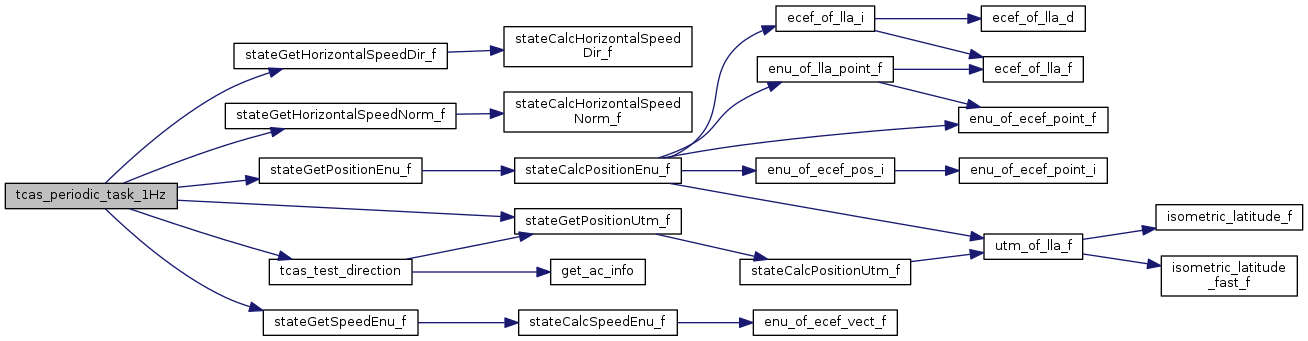 tcas_periodic_task_1Hz
stateGetHorizontalSpeedDir_f
stateGetHorizontalSpeedNorm_f
stateGetPositionEnu_f
stateGetPositionUtm_f
tcas_test_direction
get_ac_info
stateGetSpeedEnu_f
stateCalcHorizontalSpeed
Dir_f
stateCalcHorizontalSpeed
Norm_f
stateCalcPositionEnu_f
stateCalcSpeedEnu_f
ecef_of_lla_i
enu_of_lla_point_f
enu_of_ecef_pos_i
stateCalcPositionUtm_f
enu_of_ecef_vect_f
ecef_of_lla_d
ecef_of_lla_f
enu_of_ecef_point_f
enu_of_ecef_point_i
utm_of_lla_f
isometric_latitude_f
isometric_latitude
_fast_f